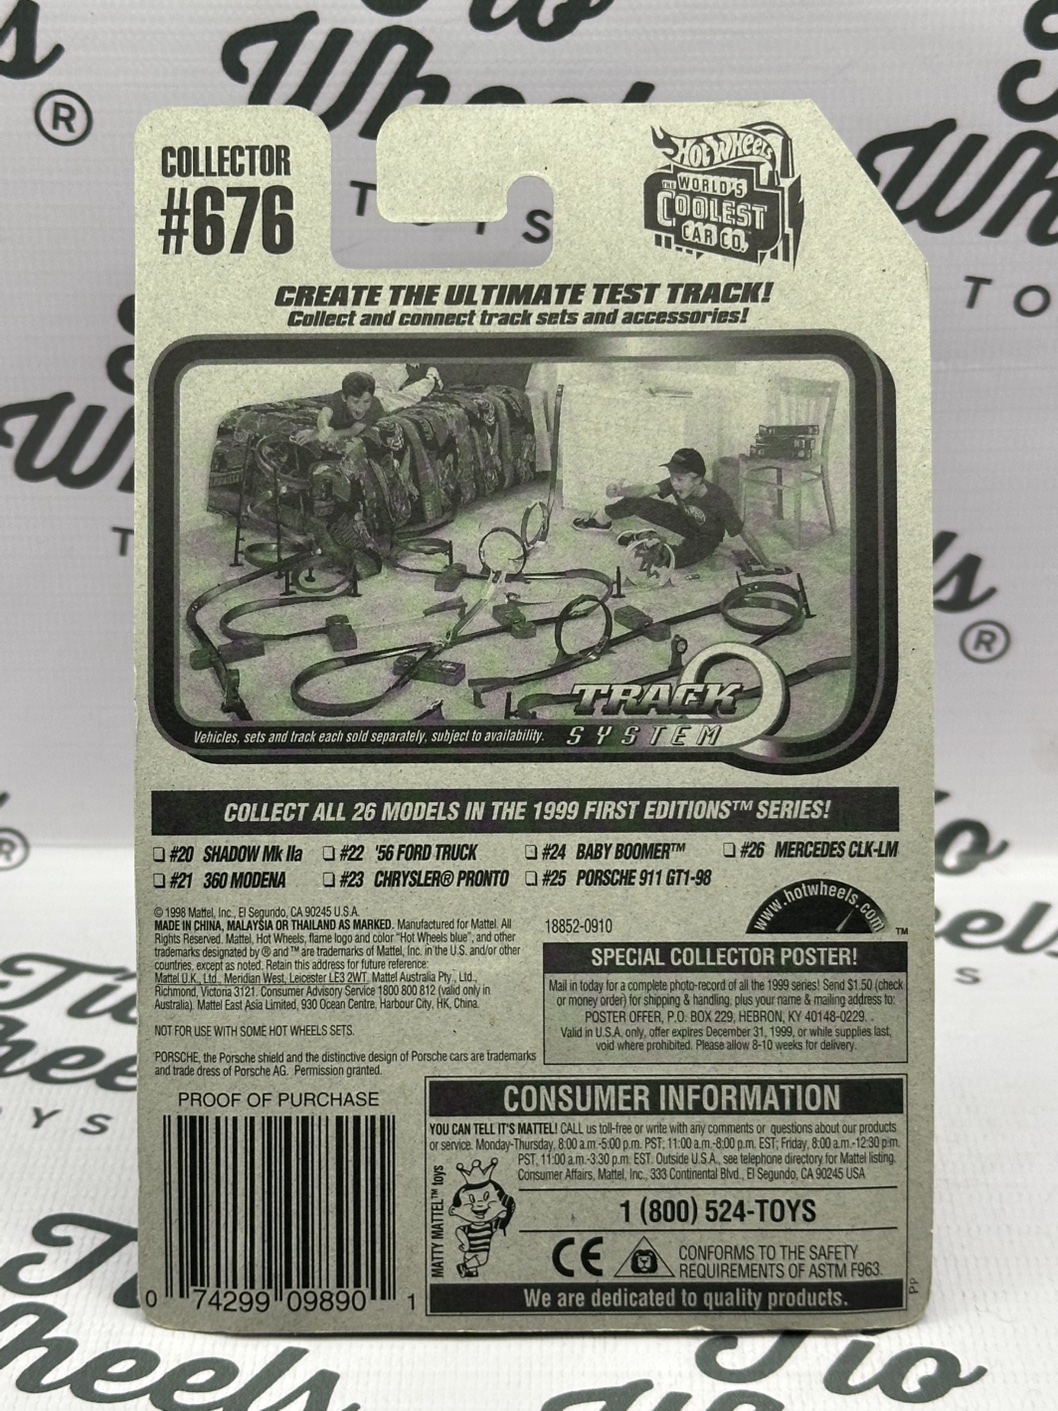 Tio
Wheels
®
TOYS
COLLECTOR
#676
HOT WHEELS
THE WORLD'S
COOLEST
CAR CO.™
CREATE THE ULTIMATE TEST TRACK!
Collect and connect track sets and accessories!
TRACK
SYSTEM
Vehicles, sets and track each sold separately, subject to availability.
COLLECT ALL 26 MODELS IN THE 1999 FIRST EDITIONS™ SERIES!
❑ #20 SHADOW Mk IIa ❑ #22 '56 FORD TRUCK ❑ #24 BABY BOOMER™ ❑ #26 MERCEDES CLK-LM
❑ #21 360 MODENA ❑ #23 CHRYSLER® PRONTO ❑ #25 PORSCHE 911 GT1-98
www.hotwheels.com
™
© 1998 Mattel, Inc., El Segundo, CA 90245 U.S.A.
MADE IN CHINA, MALAYSIA OR THAILAND AS MARKED. Manufactured for Mattel. All
Rights Reserved. Mattel, Hot Wheels, flame logo and color "Hot Wheels blue", and other
trademarks designated by ® and ™ are trademarks of Mattel, Inc. in the U.S. and/or other
countries, except as noted. Retain this address for future reference:
Mattel U.K., Ltd., Meridian West, Leicester LE3 2WT. Mattel Australia Pty., Ltd.,
Richmond, Victoria 3121. Consumer Advisory Service 1800 800 812 (valid only in
Australia). Mattel East Asia Limited, 930 Ocean Centre, Harbour City, HK, China.
NOT FOR USE WITH SOME HOT WHEELS SETS.
PORSCHE, the Porsche shield and the distinctive design of Porsche cars are trademarks
and trade dress of Porsche AG. Permission granted.
18852-0910
SPECIAL COLLECTOR POSTER!
Mail in today for a complete photo-record of all the 1999 series! Send $1.50 (check
or money order) for shipping & handling, plus your name & mailing address to:
POSTER OFFER, P.O. BOX 229, HEBRON, KY 40148-0229.
Valid in U.S.A. only, offer expires December 31, 1999, or while supplies last,
void where prohibited. Please allow 8-10 weeks for delivery.
PROOF OF PURCHASE
0 74299 09890 1
CONSUMER INFORMATION
YOU CAN TELL IT'S MATTEL! CALL us toll-free or write with any comments or questions about our products
or service. Monday-Thursday, 8:00 a.m.-5:00 p.m. PST; 11:00 a.m.-8:00 p.m. EST; Friday, 8:00 a.m.-12:30 p.m.
PST, 11:00 a.m.-3:30 p.m. EST. Outside U.S.A., see telephone directory for Mattel listing.
Consumer Affairs, Mattel, Inc., 333 Continental Blvd., El Segundo, CA 90245 USA
MATTY MATTEL™ toys
1 (800) 524-TOYS
CE
CONFORMS TO THE SAFETY
REQUIREMENTS OF ASTM F963.
We are dedicated to quality products.
PP